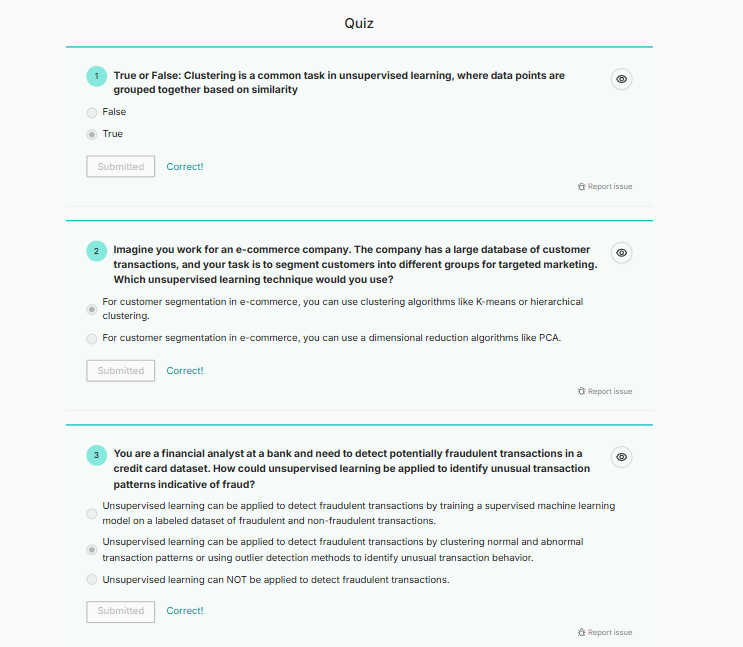 Quiz
1
True or False: Clustering is a common task in unsupervised learning, where data points are
grouped together based on similarity
False
True
Submitted
Correct!
Report issue
2
Imagine you work for an e-commerce company. The company has a large database of customer
transactions, and your task is to segment customers into different groups for targeted marketing.
Which unsupervised learning technique would you use?
For customer segmentation in e-commerce, you can use clustering algorithms like K-means or hierarchical
clustering.
For customer segmentation in e-commerce, you can use a dimensional reduction algorithms like PCA.
Submitted
Correct!
Report issue
3
You are a financial analyst at a bank and need to detect potentially fraudulent transactions in a
credit card dataset. How could unsupervised learning be applied to identify unusual transaction
patterns indicative of fraud?
Unsupervised learning can be applied to detect fraudulent transactions by training a supervised machine learning
model on a labeled dataset of fraudulent and non-fraudulent transactions.
Unsupervised learning can be applied to detect fraudulent transactions by clustering normal and abnormal
transaction patterns or using outlier detection methods to identify unusual transaction behavior.
Unsupervised learning can NOT be applied to detect fraudulent transactions.
Submitted
Correct!
Report issue